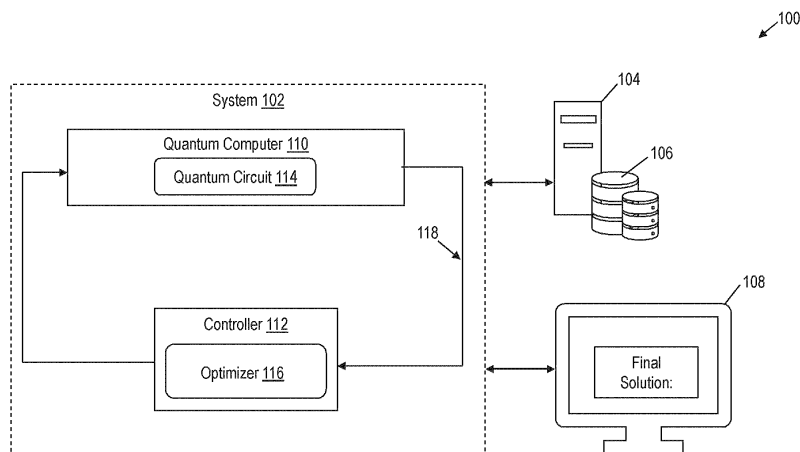 100
System 102
104
Quantum Computer 110
106
Quantum Circuit 114
118
108
Controller 112
Optimizer 116
Final
Solution: